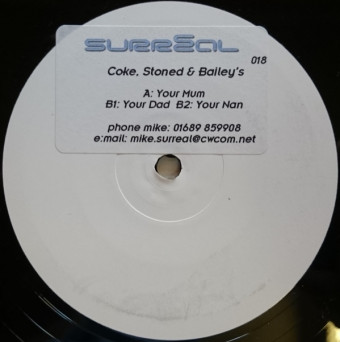 surreal
018
Coke, Stoned & Bailey's
A: Your Mum
B1: Your Dad B2: Your Nan
phone mike: 01689 859908
e:mail: mike.surreal@cwcom.net